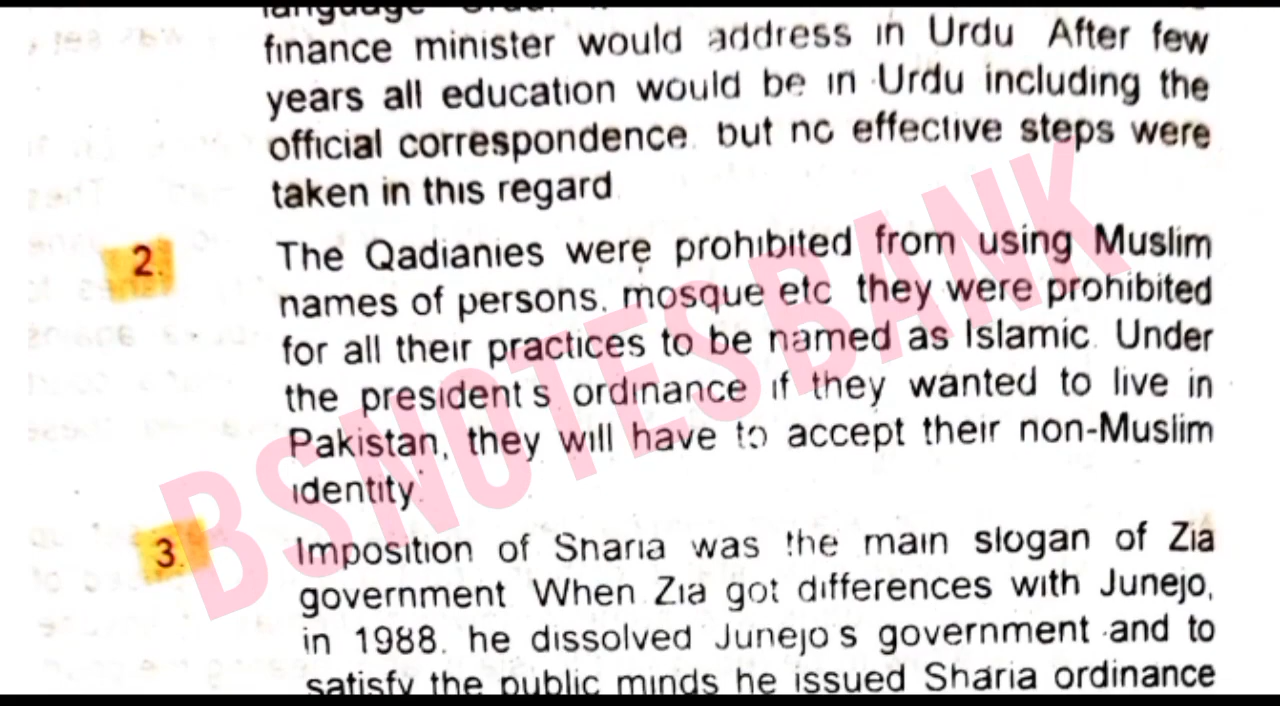 language Urdu.
finance minister would address in Urdu After few
years all education would be in Urdu including the
official correspondence. but no effective steps were
taken in this regard
2. The Qadianies were prohibited from using Muslim
names of persons, mosque etc they were prohibited
for all their practices to be named as Islamic. Under
the president s ordinance if they wanted to live in
Pakistan, they will have to accept their non-Muslim
identity.
3. Imposition of Sharia was the main slogan of Zia
government When Zia got differences with Junejo,
in 1988. he dissolved Junejo s government and to
satisfy the public minds he issued Sharia ordinance
BSNOTESBANK